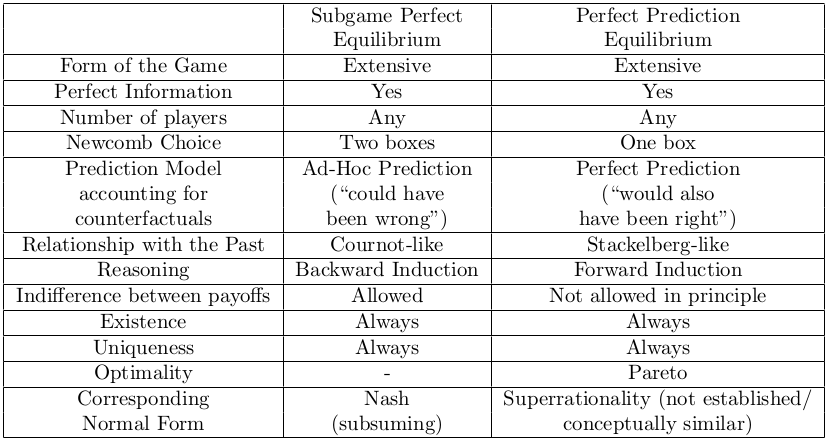 Subgame Perfect Equilibrium | Perfect Prediction Equilibrium
Form of the Game | Extensive | Extensive
Perfect Information | Yes | Yes
Number of players | Any | Any
Newcomb Choice | Two boxes | One box
Prediction Model accounting for counterfactuals | Ad-Hoc Prediction (“could have been wrong”) | Perfect Prediction (“would also have been right”)
Relationship with the Past | Cournot-like | Stackelberg-like
Reasoning | Backward Induction | Forward Induction
Indifference between payoffs | Allowed | Not allowed in principle
Existence | Always | Always
Uniqueness | Always | Always
Optimality | - | Pareto
Corresponding Normal Form | Nash (subsuming) | Superrationality (not established/ conceptually similar)